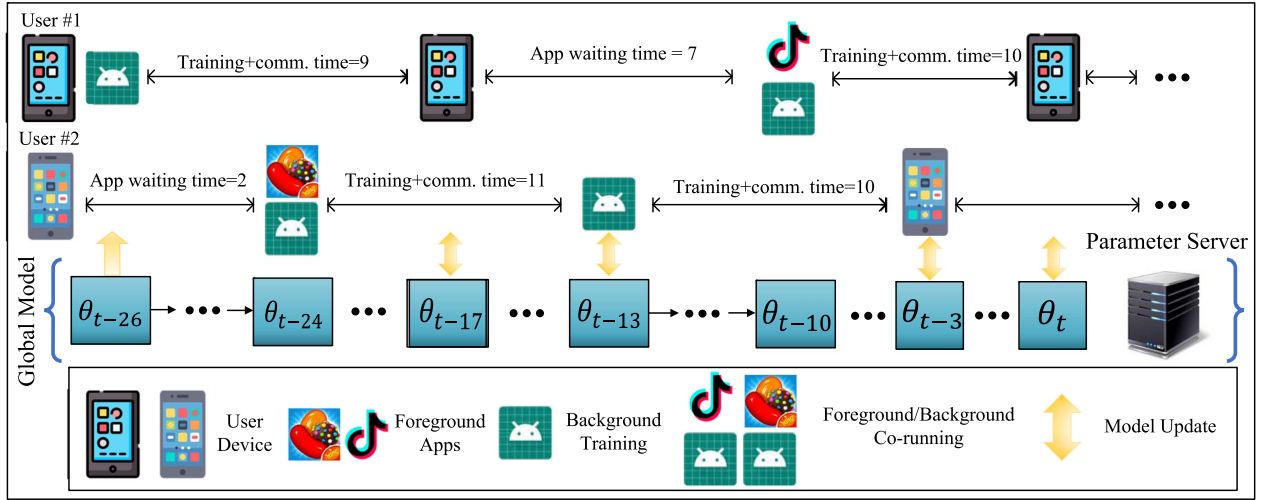 User #1
Training+comm. time=9
App waiting time = 7
Training+comm. time=10
User #2
App waiting time=2
Training+comm. time=11
Training+comm. time=10
Parameter Server
Global Model
θt−26
θt−24
θt−17
θt−13
θt−10
θt−3
θt
User
Device
Foreground
Apps
Background
Training
Foreground/Background
Co-running
Model Update